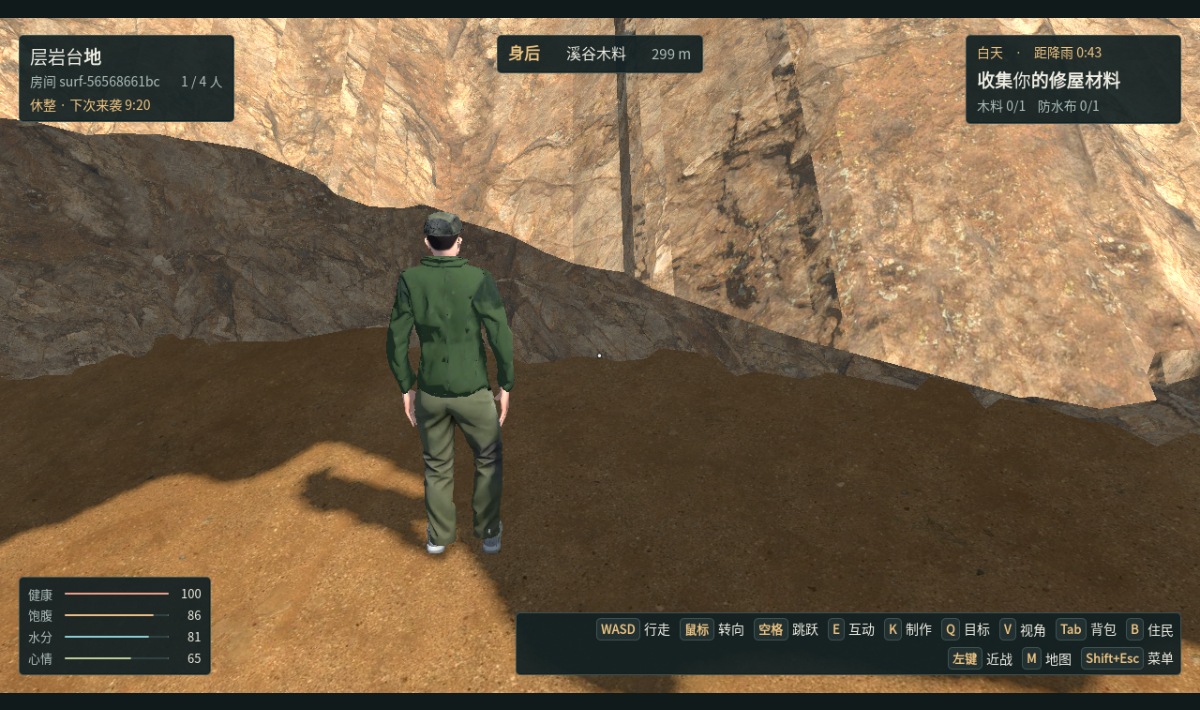 层岩台地
房间 surf-56568661bc 1 / 4 人
休整 · 下次来袭 9:20
身后 溪谷木料 299 m
白天 · 距降雨 0:43
收集你的修屋材料
木料 0/1 防水布 0/1
健康 100
饱腹 86
水分 81
心情 65
WASD 行走 鼠标 转向 空格 跳跃 E 互动 K 制作 Q 目标 V 视角 Tab 背包 B 住民
左键 近战 M 地图 Shift+Esc 菜单